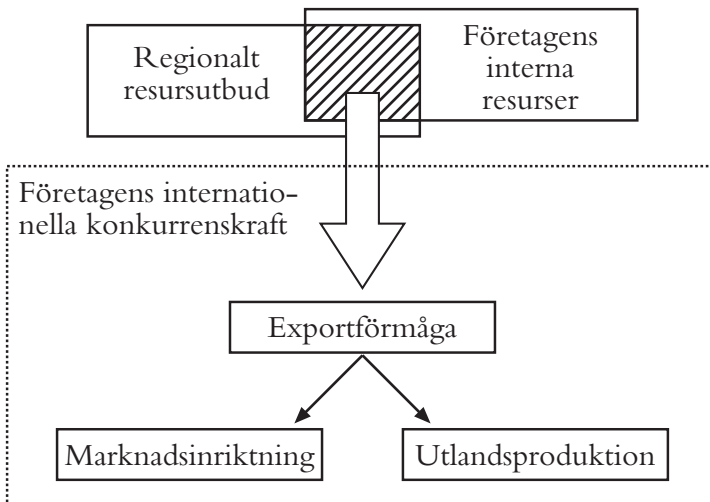 Regionalt
resursutbud
Företagens
interna
resurser
Företagens internatio-
nella konkurrenskraft
Exportförmåga
Marknadsinriktning
Utlandsproduktion